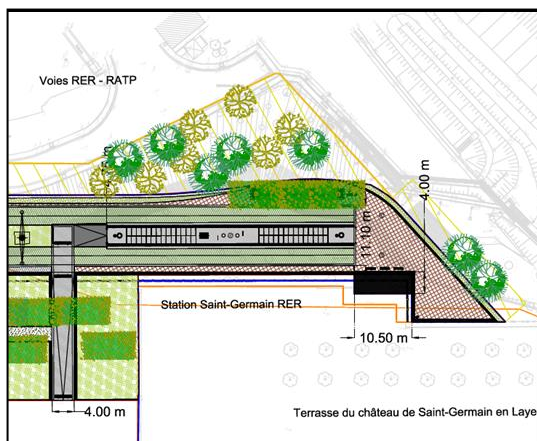 Voies RER - RATP
4.00 m
11.10 m
Station Saint-Germain RER
10.50 m
4.00 m
Terrasse du château de Saint-Germain en Laye